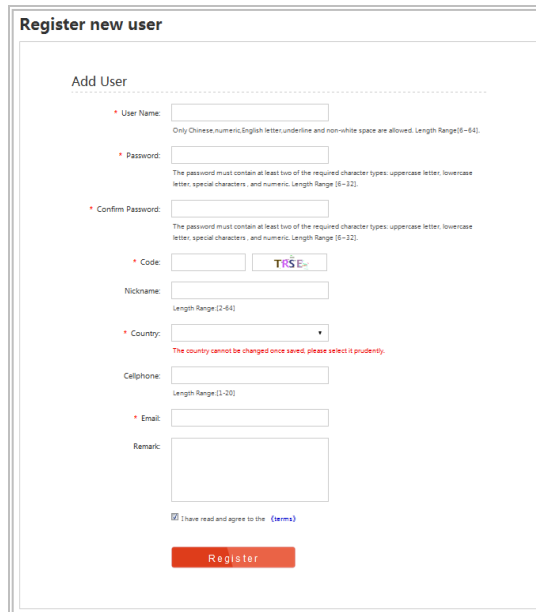 Register new user
Add User
* User Name:
Only Chinese,numeric,English letter,underline and non-white space are allowed. Length Range[6~64].
* Password:
The password must contain at least two of the required character types: uppercase letter, lowercase
letter, special characters , and numeric. Length Range [6~32].
* Confirm Password:
The password must contain at least two of the required character types: uppercase letter, lowercase
letter, special characters , and numeric. Length Range [6~32].
* Code:
TRSE
Nickname:
Length Range:[2-64]
* Country:
The country cannot be changed once saved, please select it prudently.
Cellphone:
Length Range:[1-20]
* Email:
Remark:
I have read and agree to the {terms}
Register